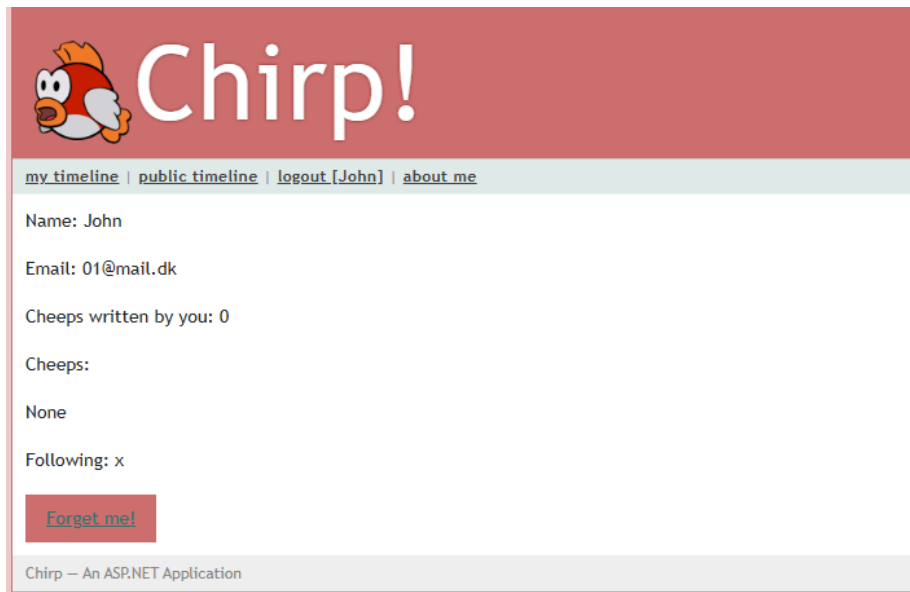 Chirp!
my timeline | public timeline | logout [John] | about me
Name: John
Email: 01@mail.dk
Cheeps written by you: 0
Cheeps:
None
Following: x
Forget me!
Chirp — An ASP.NET Application